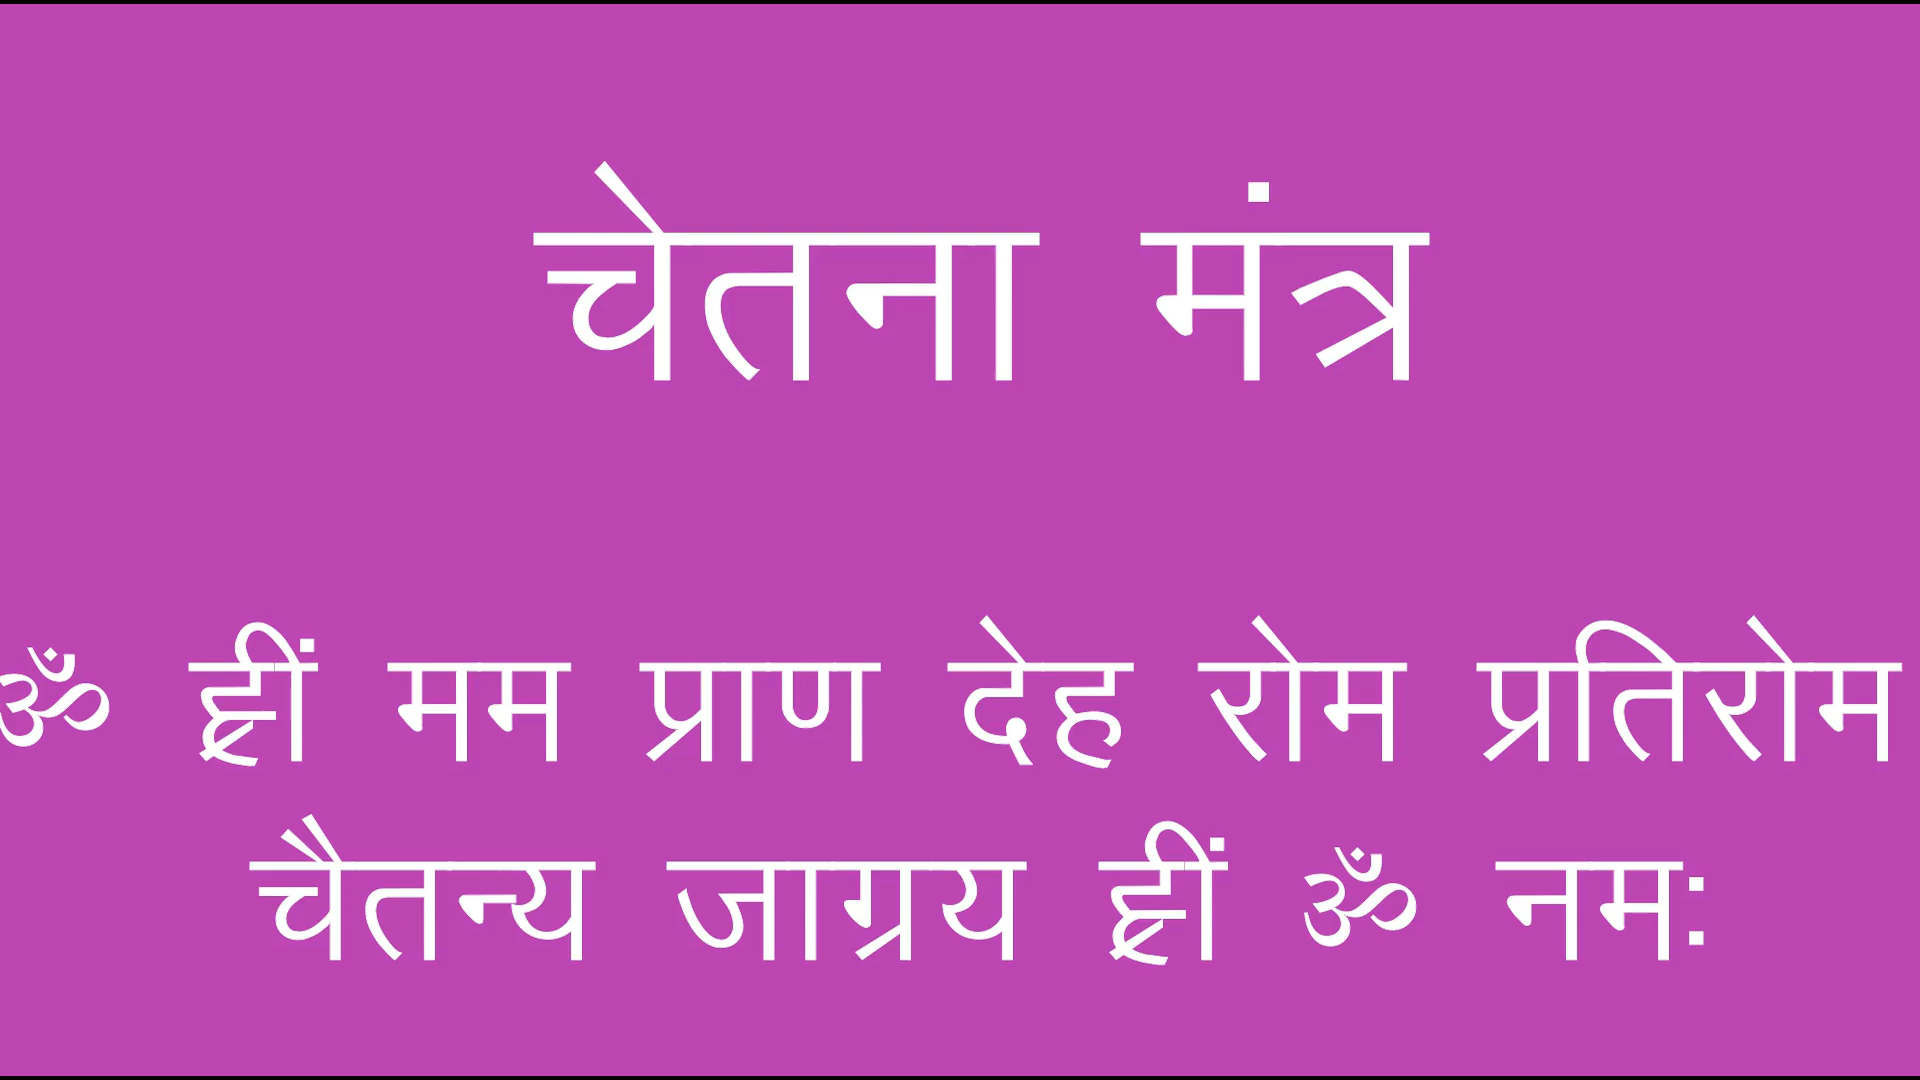 चेतना मंत्र
ॐ ह्रीं मम प्राण देह रोम प्रतिरोम
चैतन्य जाग्रय ह्रीं ॐ नम: